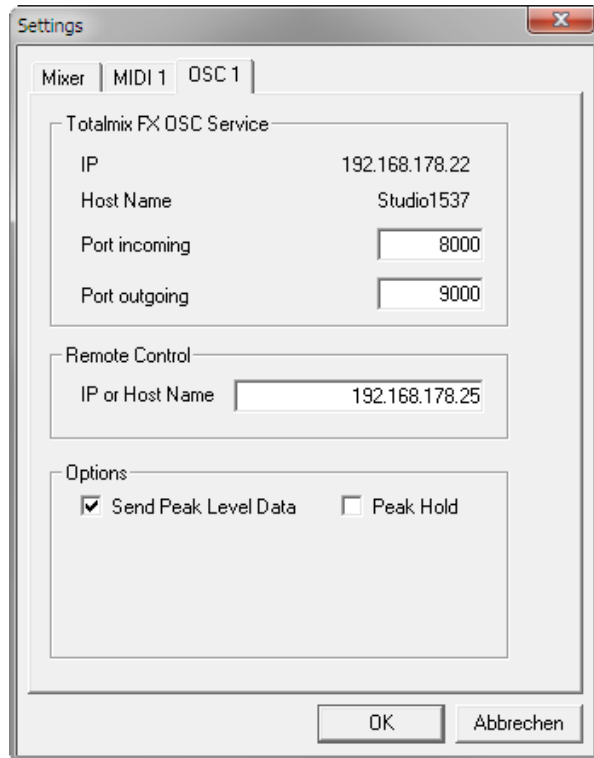 Settings
Mixer MIDI 1 OSC 1
Totalmix FX OSC Service
IP 192.168.178.22
Host Name Studio1537
Port incoming 8000
Port outgoing 9000
Remote Control
IP or Host Name 192.168.178.25
Options
Send Peak Level Data Peak Hold
OK Abbrechen